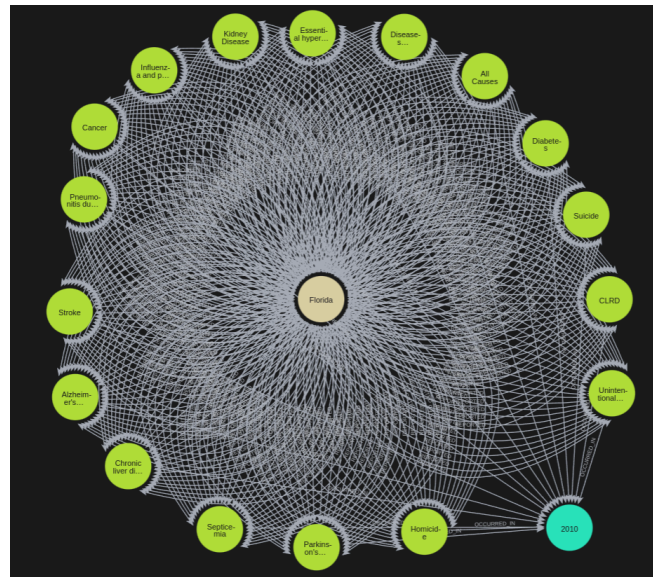 Kidney
Disease
Essenti-
al hyper...
Disease-
s...
Influenz-
a and p...
All
Causes
Cancer
Diabete-
s
Pneumo-
nitis du...
Suicide
Florida
CLRD
Stroke
Alzheim-
er's...
Uninten-
tional...
OCCURRED_IN
Chronic
liver di...
Septice-
mia
Parkins-
on's...
Homicid-
e
OCCURRED_IN
2010